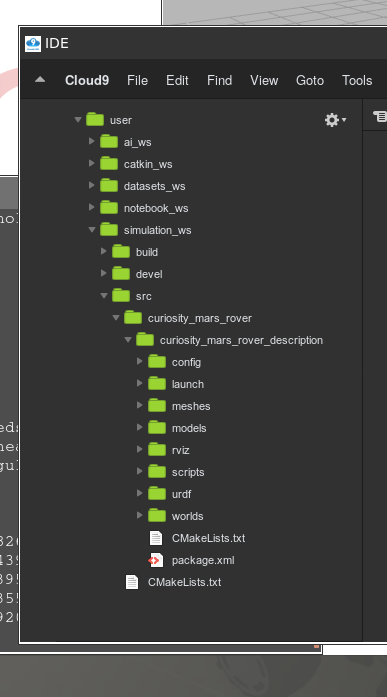 IDE
Cloud9 File Edit Find View Goto Tools
user
ai_ws
catkin_ws
datasets_ws
notebook_ws
simulation_ws
build
devel
src
curiosity_mars_rover
curiosity_mars_rover_description
config
launch
meshes
models
rviz
scripts
urdf
worlds
CMakeLists.txt
package.xml
CMakeLists.txt